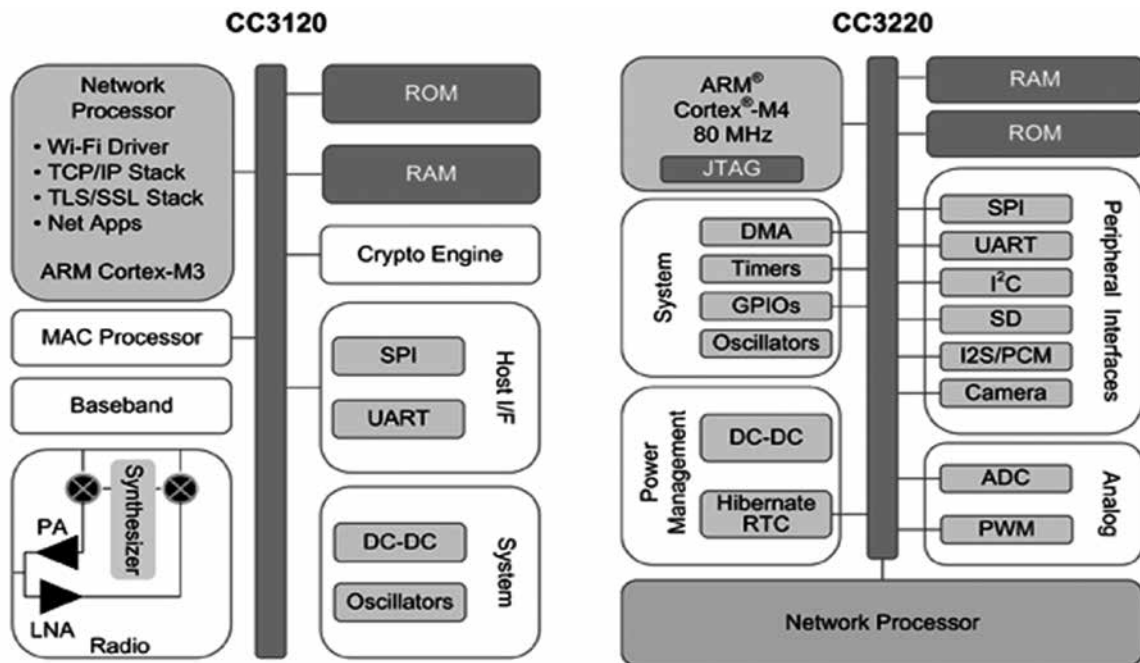 CC3120
Network
Processor
• Wi-Fi Driver
• TCP/IP Stack
• TLS/SSL Stack
• Net Apps
ARM Cortex-M3
MAC Processor
Baseband
Synthesizer
PA
LNA
Radio
ROM
RAM
Crypto Engine
SPI
UART
Host I/F
DC-DC
Oscillators
System
CC3220
ARM®
Cortex®-M4
80 MHz
JTAG
System
DMA
Timers
GPIOs
Oscillators
Power
Management
DC-DC
Hibernate
RTC
RAM
ROM
SPI
UART
I²C
SD
I2S/PCM
Camera
Peripheral Interfaces
ADC
PWM
Analog
Network Processor